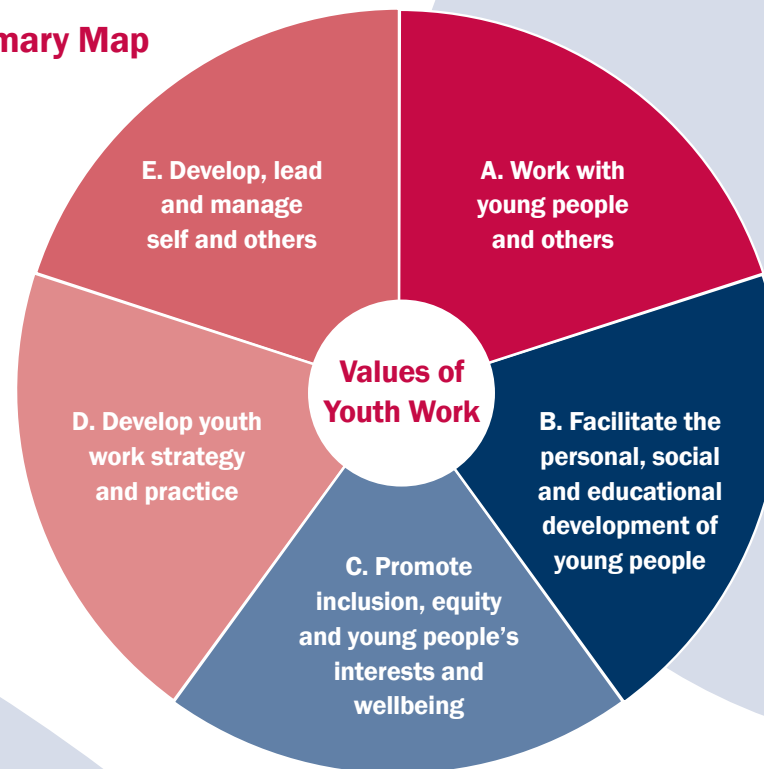 mary Map
E. Develop, lead
and manage
self and others
A. Work with
young people
and others
Values of
Youth Work
D. Develop youth
work strategy
and practice
B. Facilitate the
personal, social
and educational
development of
young people
C. Promote
inclusion, equity
and young people’s
interests and
wellbeing